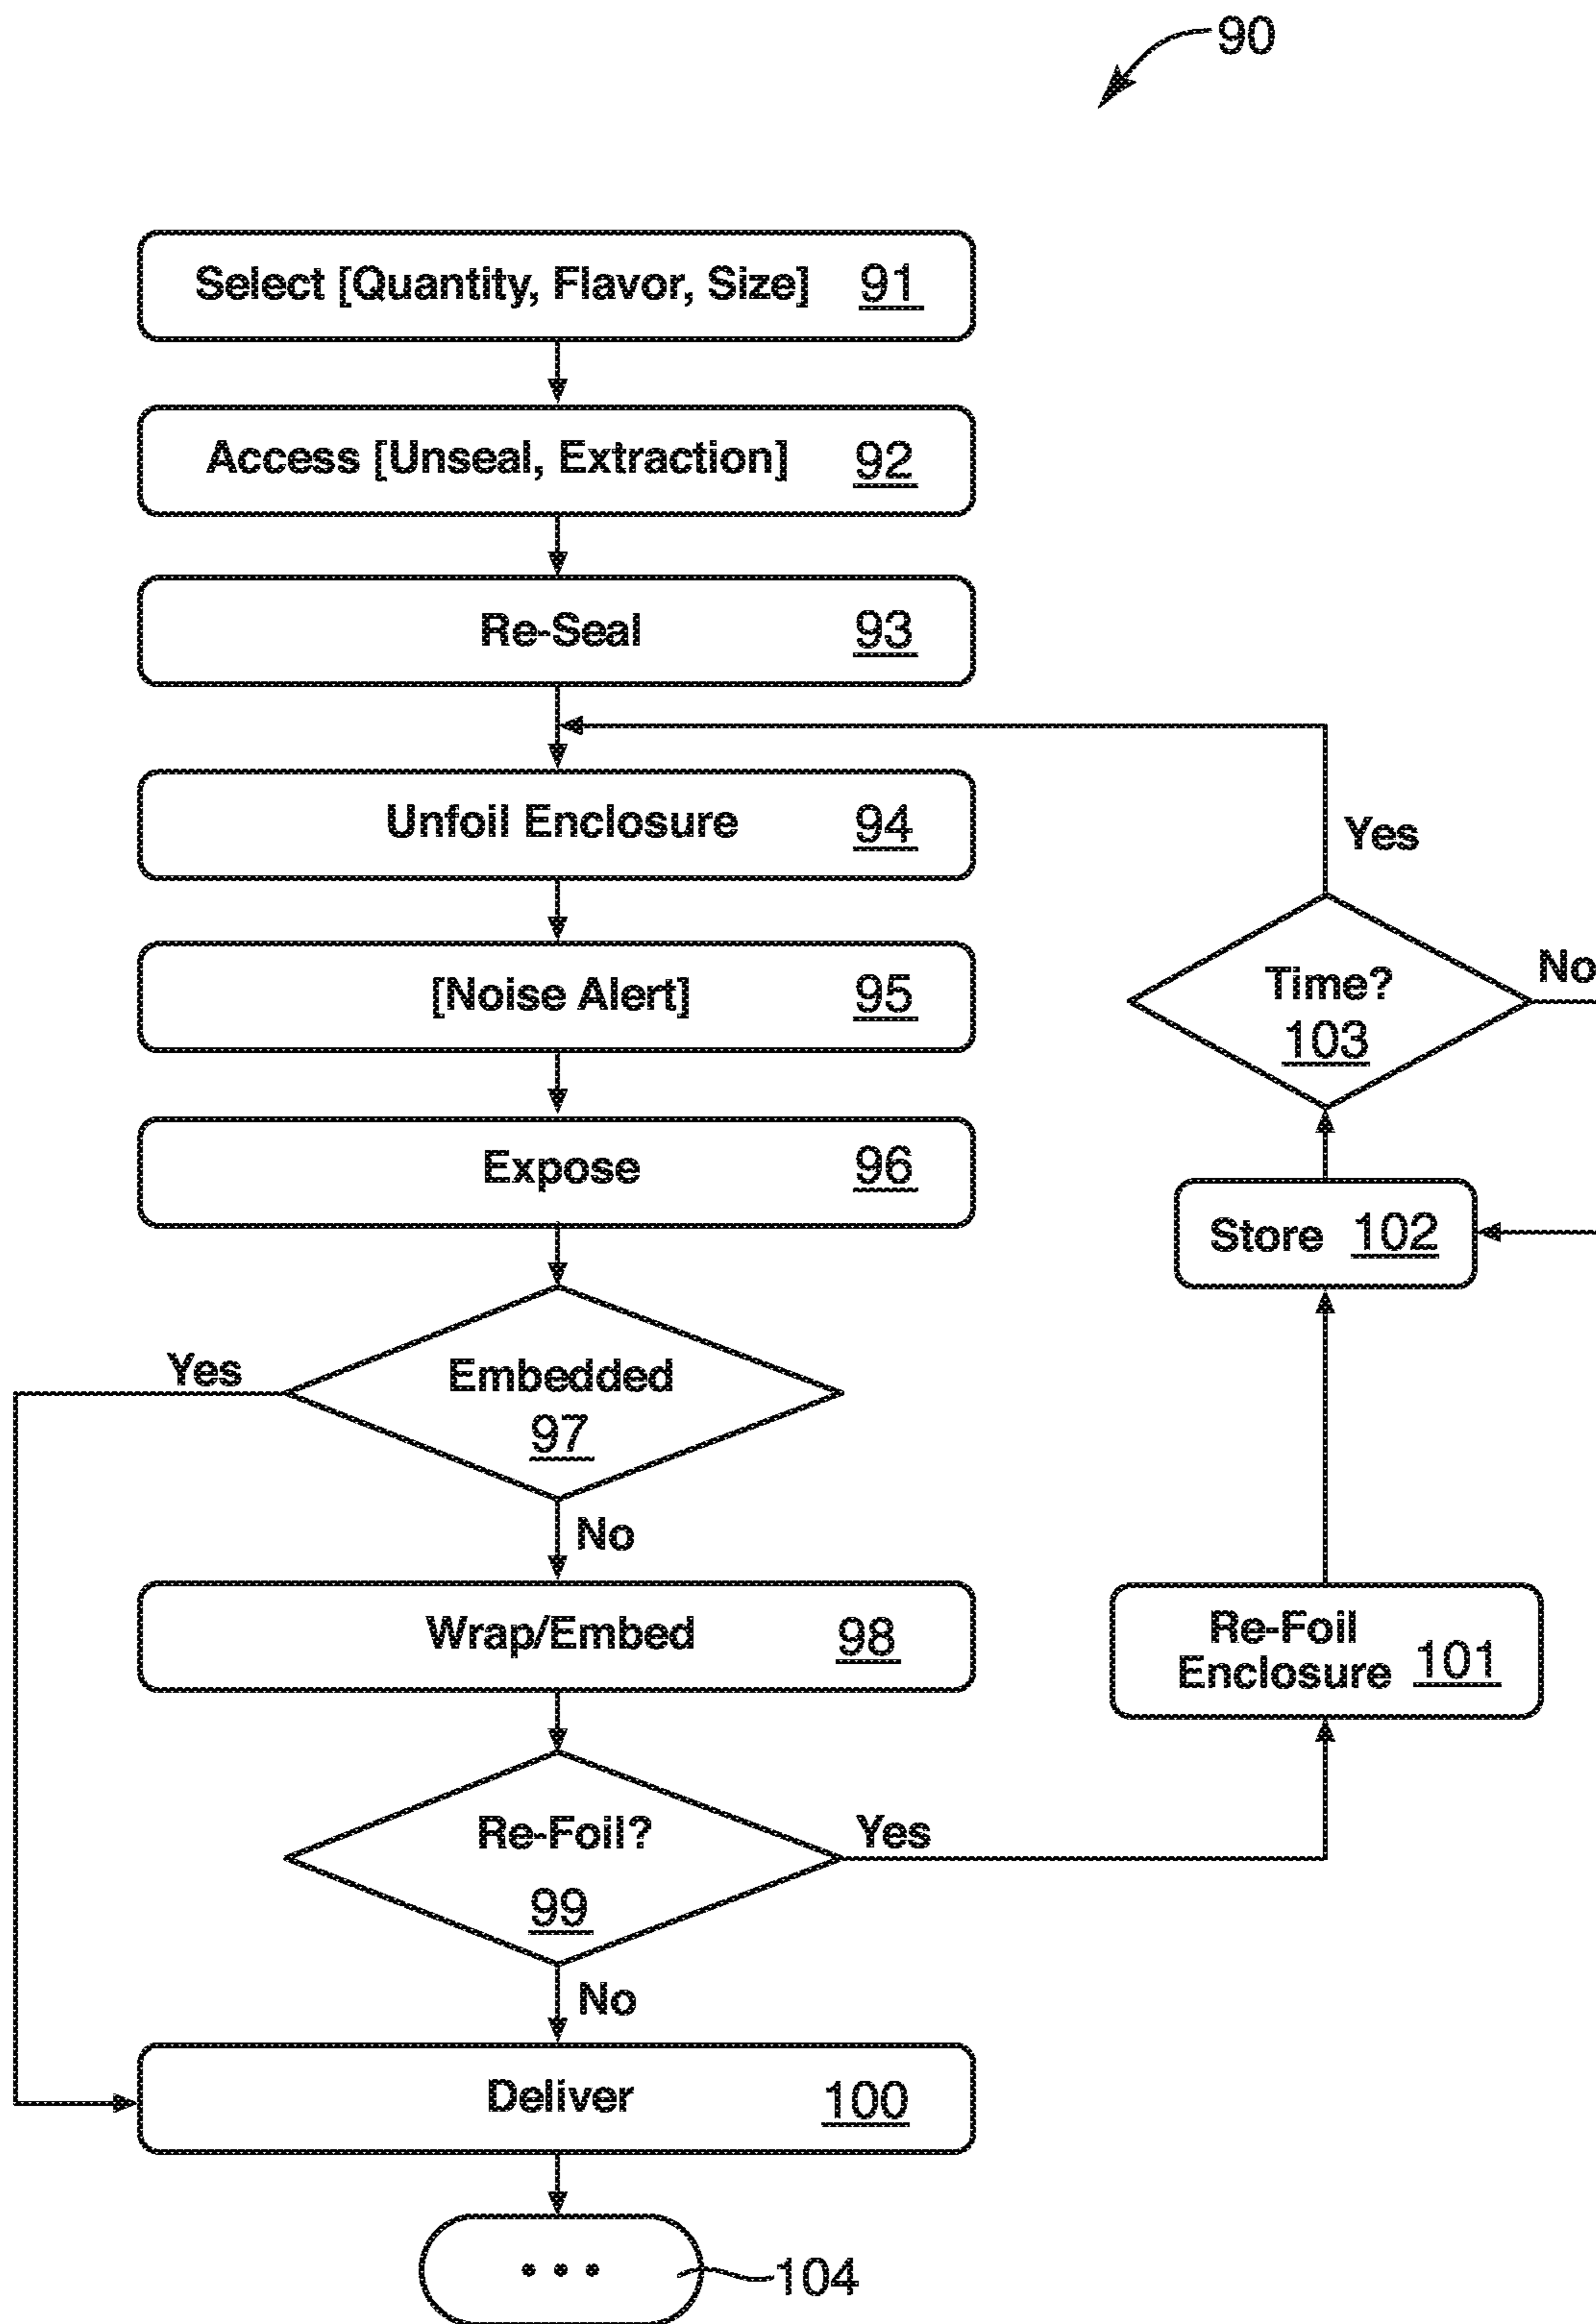 90
Select [Quantity, Flavor, Size] 91
Access [Unseal, Extraction] 92
Re-Seal 93
Unfoil Enclosure 94
[Noise Alert] 95
Expose 96
Embedded
97
Yes
No
Wrap/Embed 98
Re-Foil?
99
Yes
No
Deliver 100
104
Re-Foil
Enclosure 101
Store 102
Time?
103
Yes
No